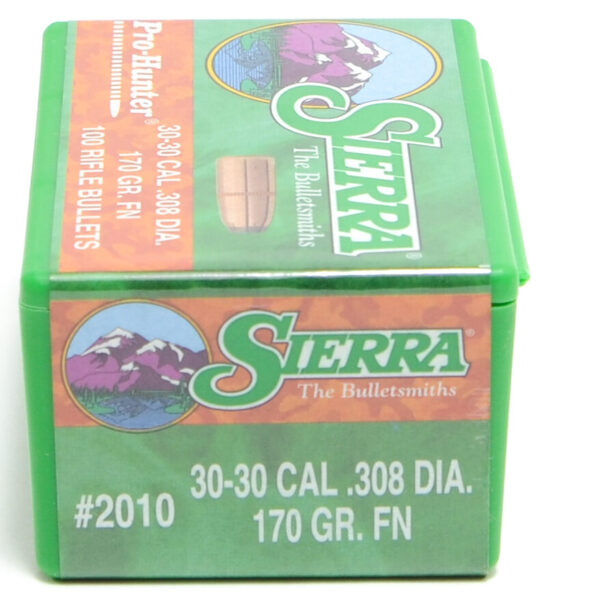 Pro-Hunter®
30-30 CAL .308 DIA.
170 GR. FN
100 RIFLE BULLETS
SIERRA®
The Bulletsmiths
SIERRA®
The Bulletsmiths
#2010
30-30 CAL .308 DIA.
170 GR. FN